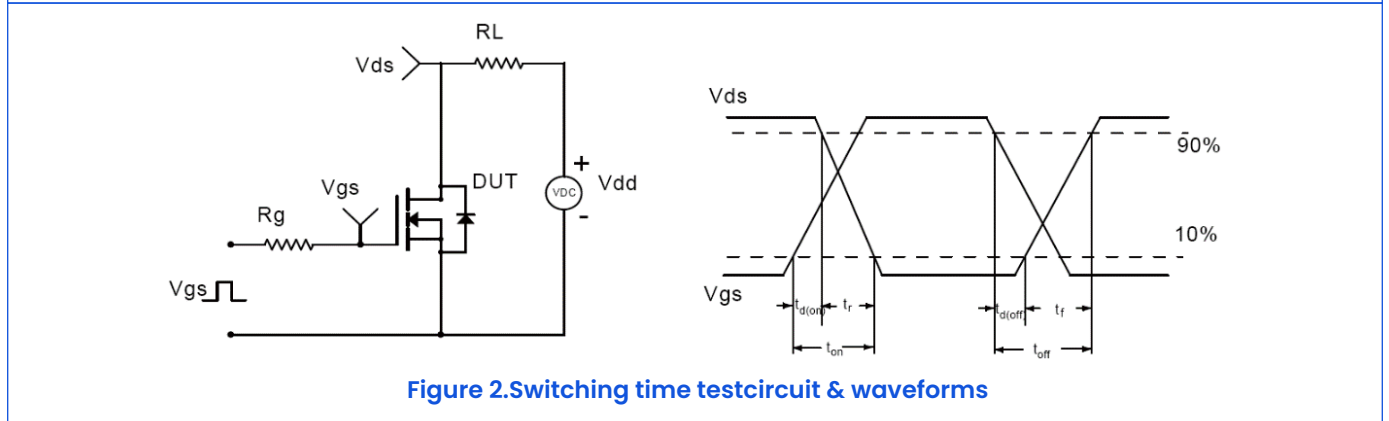 RL
Vds
Vgs
DUT
+
VDC
Vdd
-
Rg
Vgs
Vds
90%
10%
Vgs
td(on)
tr
ton
td(off)
tf
toff
Figure 2.Switching time testcircuit & waveforms